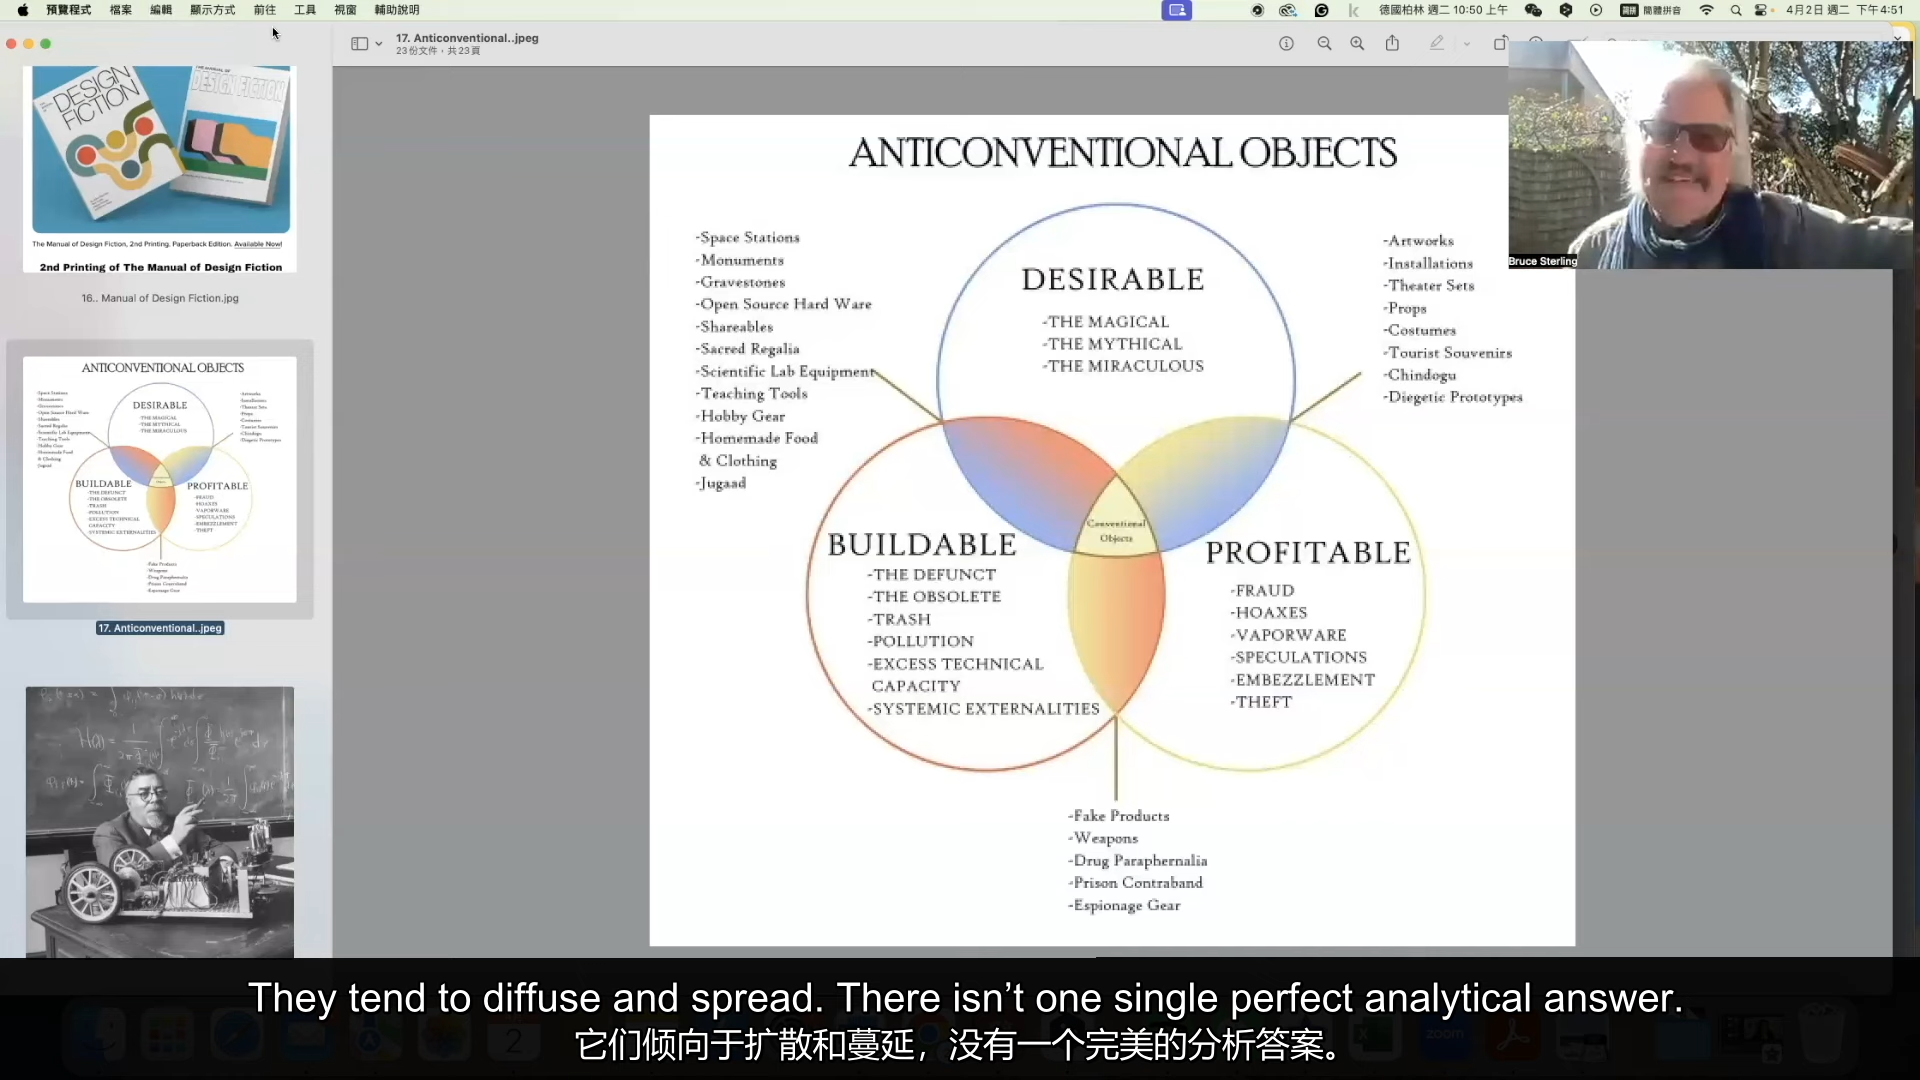 預覽程式 檔案 編輯 顯示方式 前往 工具 視窗 輔助說明
德國柏林 週二 10:50 上午
簡體拼音
4月2日 週二 下午4:51
17. Anticonventional..jpeg
23份文件，共23頁
DESIGN FICTION
DESIGN FICTION
The Manual of Design Fiction, 2nd Printing, Paperback Edition. Available Now!
2nd Printing of The Manual of Design Fiction
16.. Manual of Design Fiction.jpg
ANTICONVENTIONAL OBJECTS
DESIRABLE
-THE MAGICAL
-THE MYTHICAL
-THE MIRACULOUS
BUILDABLE
PROFITABLE
17. Anticonventional..jpeg
ANTICONVENTIONAL OBJECTS
-Space Stations
-Monuments
-Gravestones
-Open Source Hard Ware
-Shareables
-Sacred Regalia
-Scientific Lab Equipment
-Teaching Tools
-Hobby Gear
-Homemade Food
& Clothing
-Jugaad
DESIRABLE
-THE MAGICAL
-THE MYTHICAL
-THE MIRACULOUS
-Artworks
-Installations
-Theater Sets
-Props
-Costumes
-Tourist Souvenirs
-Chindogu
-Diegetic Prototypes
Conventional
Objects
BUILDABLE
-THE DEFUNCT
-THE OBSOLETE
-TRASH
-POLLUTION
-EXCESS TECHNICAL
CAPACITY
-SYSTEMIC EXTERNALITIES
PROFITABLE
-FRAUD
-HOAXES
-VAPORWARE
-SPECULATIONS
-EMBEZZLEMENT
-THEFT
-Fake Products
-Weapons
-Drug Paraphernalia
-Prison Contraband
-Espionage Gear
Bruce Sterling
They tend to diffuse and spread. There isn't one single perfect analytical answer.
它们倾向于扩散和蔓延，没有一个完美的分析答案。
2
zoom